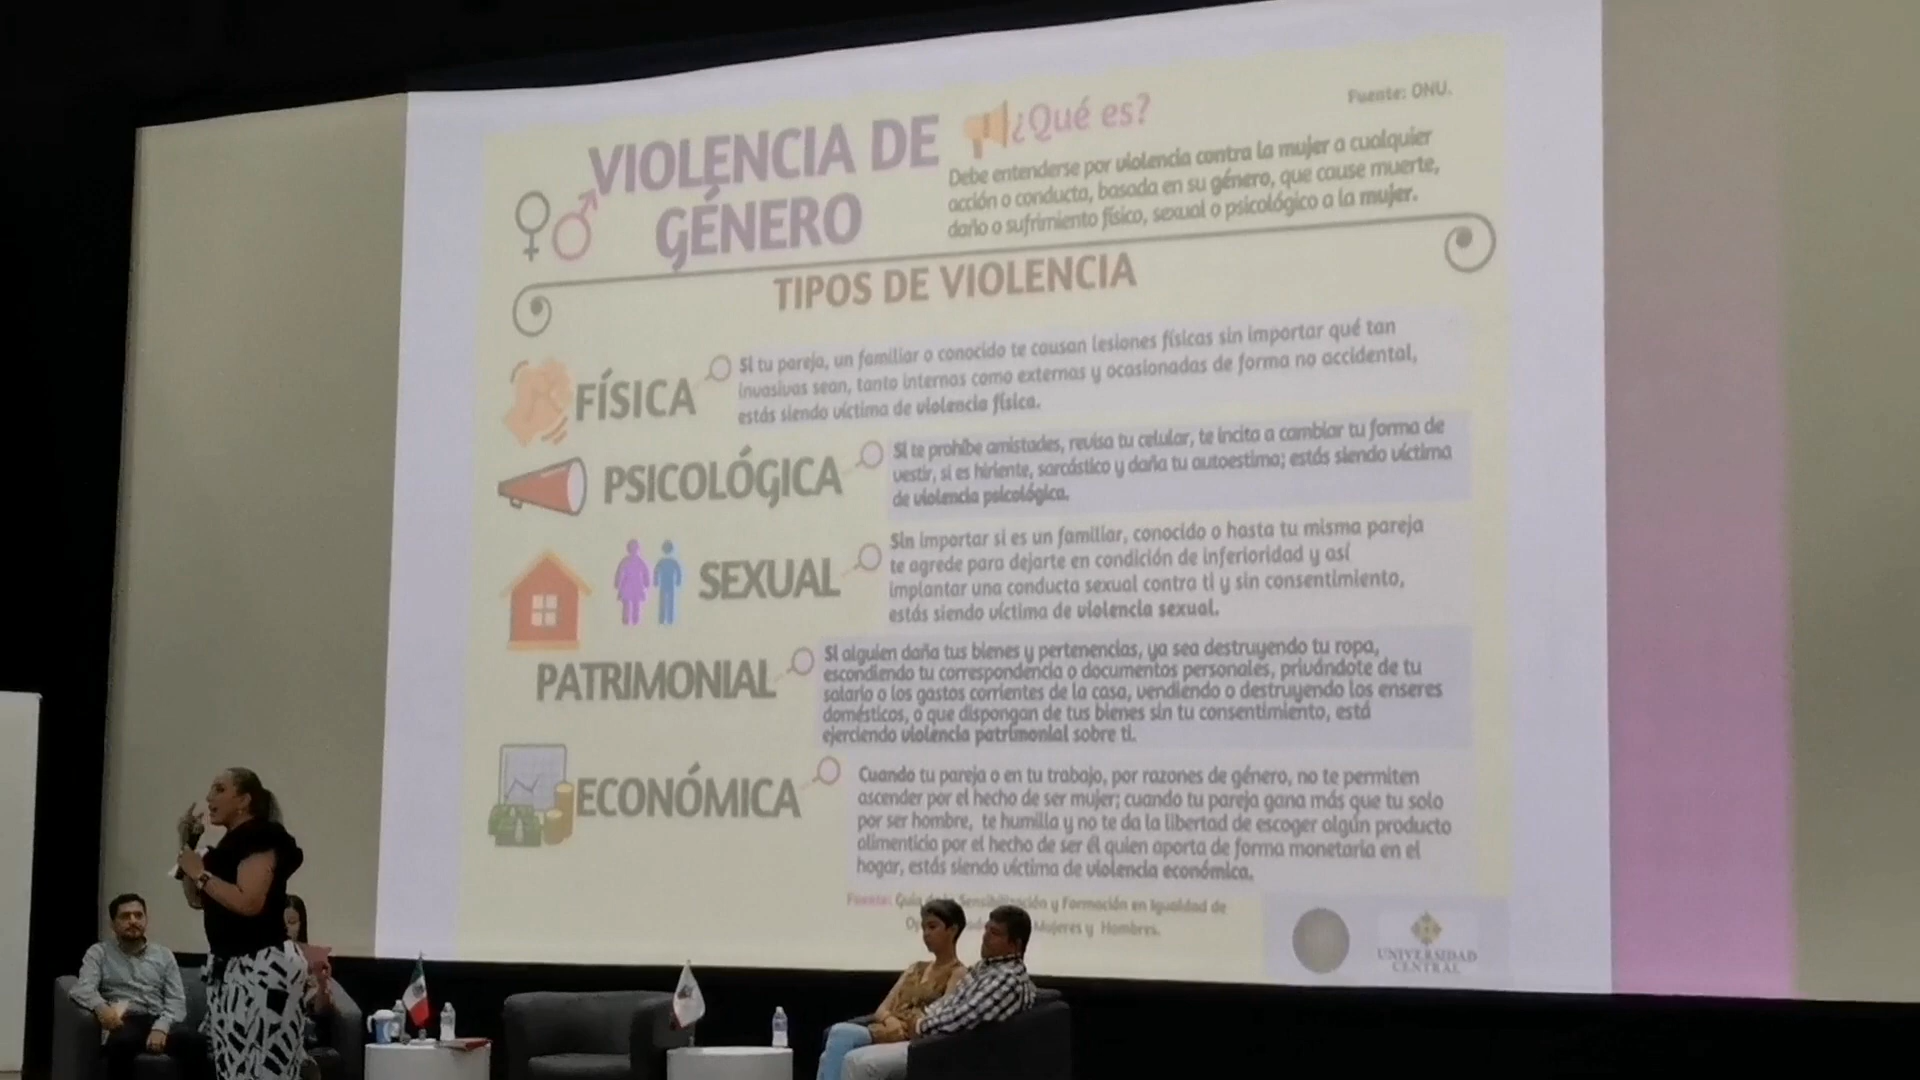 Fuente: ONU.
VIOLENCIA DE
GÉNERO
¿Qué es?
Debe entenderse por violencia contra la mujer a cualquier
acción o conducta, basada en su género, que cause muerte,
daño o sufrimiento físico, sexual o psicológico a la mujer.
TIPOS DE VIOLENCIA
FÍSICA
Si tu pareja, un familiar o conocido te causan lesiones físicas sin importar qué tan
invasivas sean, tanto internas como externas y ocasionadas de forma no accidental,
estás siendo víctima de violencia física.
PSICOLÓGICA
Si te prohíbe amistades, revisa tu celular, te incita a cambiar tu forma de
vestir, si es hiriente, sarcástico y daña tu autoestima; estás siendo víctima
de violencia psicológica.
SEXUAL
Sin importar si es un familiar, conocido o hasta tu misma pareja
te agrede para dejarte en condición de inferioridad y así
implantar una conducta sexual contra ti y sin consentimiento,
estás siendo víctima de violencia sexual.
PATRIMONIAL
Si alguien daña tus bienes y pertenencias, ya sea destruyendo tu ropa,
escondiendo tu correspondencia o documentos personales, privándote de tu
salario o los gastos corrientes de la casa, vendiendo o destruyendo los enseres
domésticos, o que dispongan de tus bienes sin tu consentimiento, está
ejerciendo violencia patrimonial sobre ti.
ECONÓMICA
Cuando tu pareja o en tu trabajo, por razones de género, no te permiten
ascender por el hecho de ser mujer; cuando tu pareja gana más que tu solo
por ser hombre, te humilla y no te da la libertad de escoger algún producto
alimenticio por el hecho de ser él quien aporta de forma monetaria en el
hogar, estás siendo víctima de violencia económica.
Fuente: Guía Sensibilización y Formación en Igualdad de
Mujeres y Hombres.
UNIVERSIDAD
CENTRAL